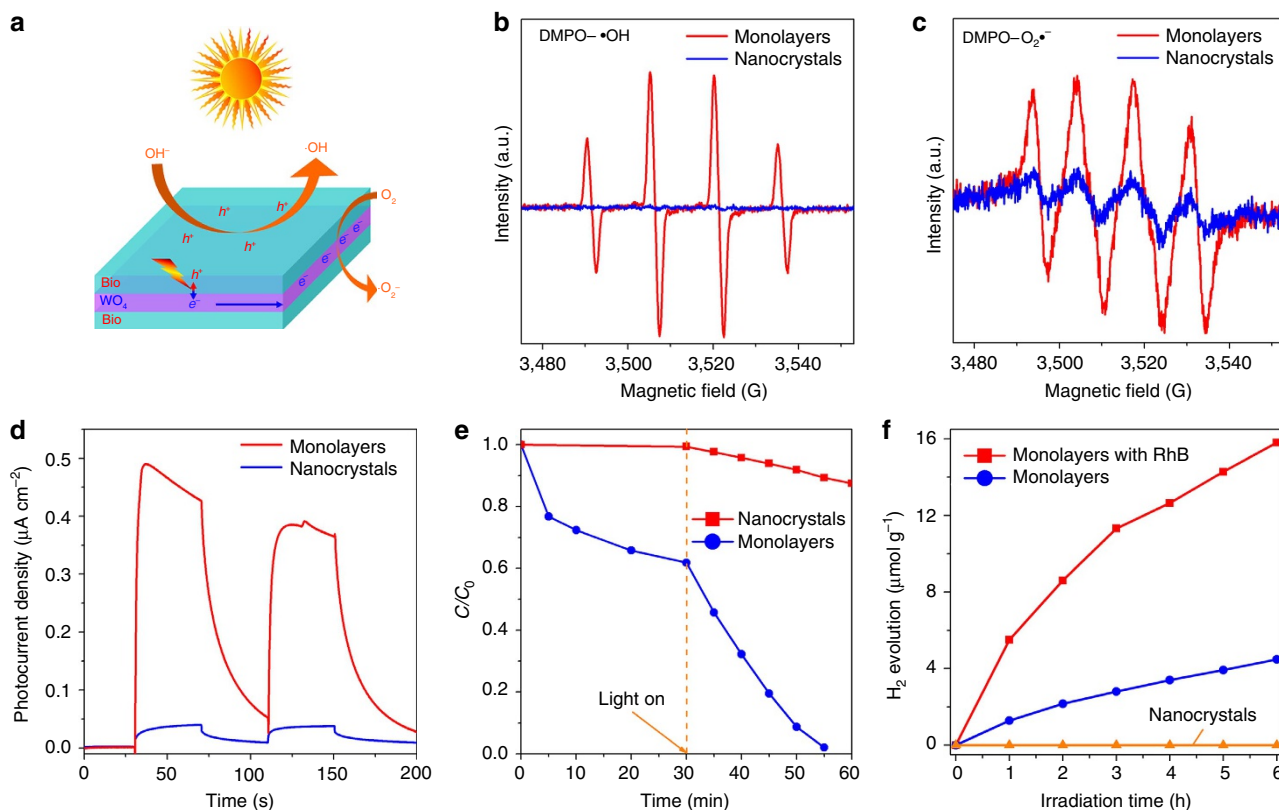 a
OH⁻
·OH
O₂
h⁺
h⁺
h⁺
h⁺
e⁻
e⁻
e⁻
e⁻
h⁺
Bio
WO₄
e⁻
Bio
·O₂⁻
b
DMPO– •OH
Monolayers
Nanocrystals
Intensity (a.u.)
3,480
3,500
3,520
3,540
Magnetic field (G)
c
DMPO–O₂•⁻
Monolayers
Nanocrystals
Intensity (a.u.)
3,480
3,500
3,520
3,540
Magnetic field (G)
d
Monolayers
Nanocrystals
Photocurrent density (µA cm⁻²)
0.5
0.4
0.3
0.2
0.1
0.0
0
50
100
150
200
Time (s)
e
Nanocrystals
Monolayers
Light on
C/C₀
1.0
0.8
0.6
0.4
0.2
0.0
0
10
20
30
40
50
60
Time (min)
f
Monolayers with RhB
Monolayers
Nanocrystals
H₂ evolution (µmol g⁻¹)
16
12
8
4
0
0
1
2
3
4
5
6
Irradiation time (h)